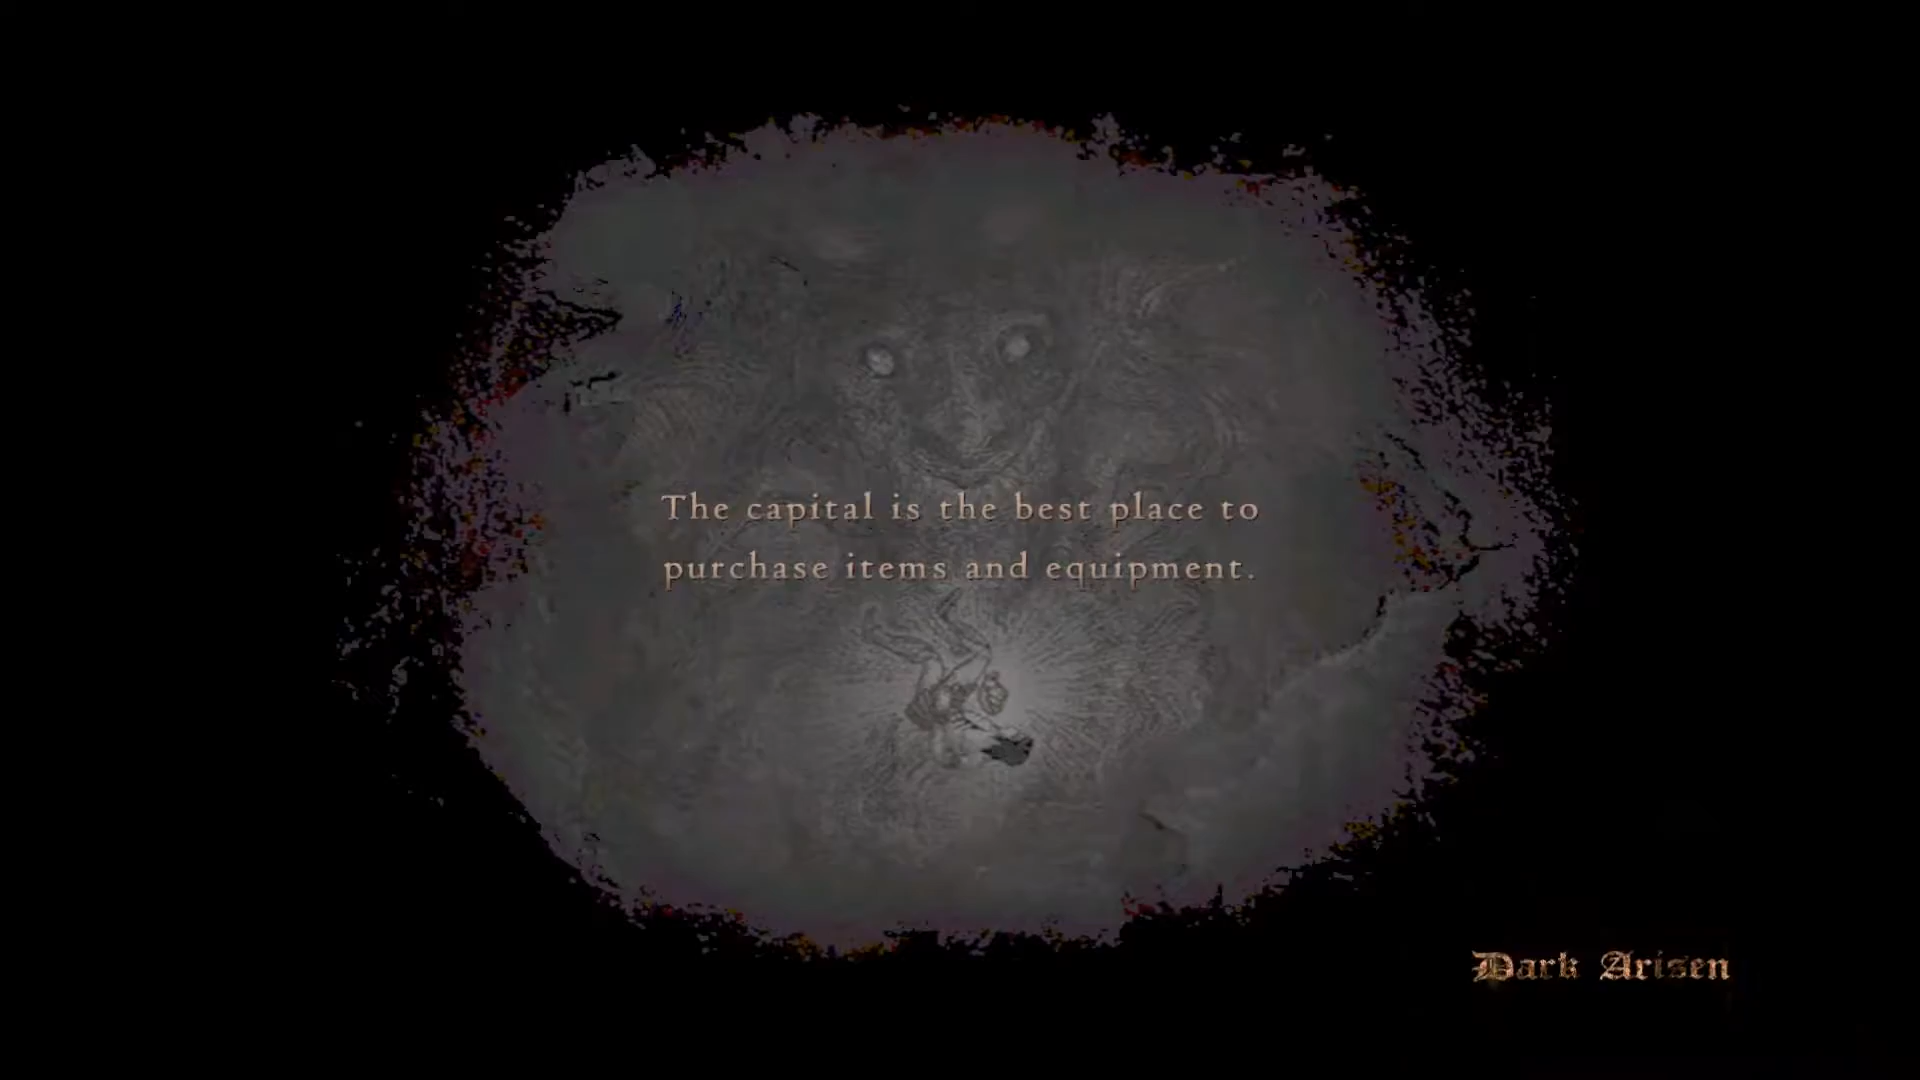 The capital is the best place to
purchase items and equipment.
Dark Arisen